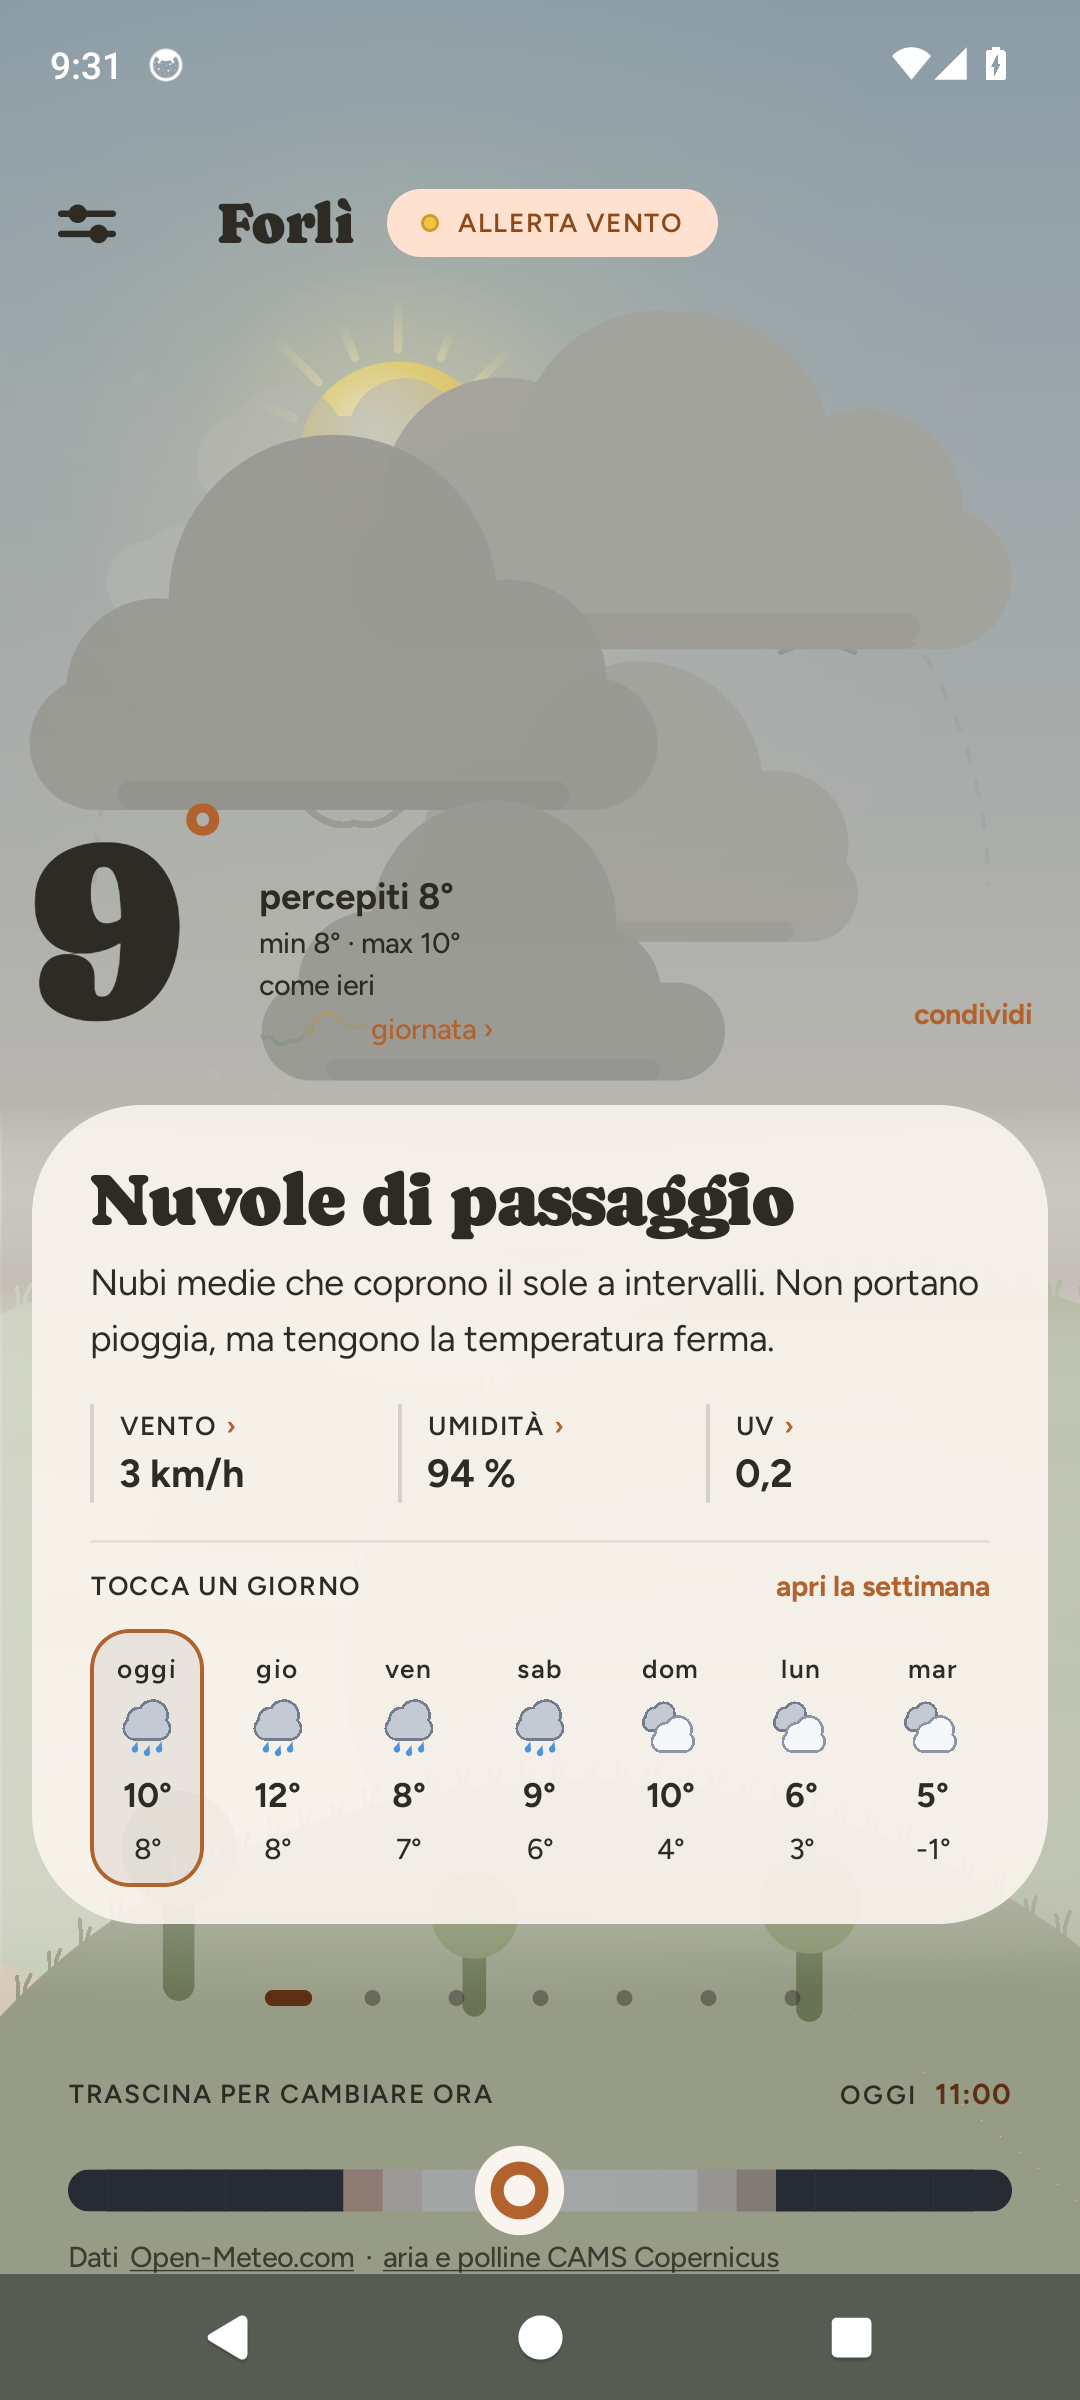 9:31
Forlì
ALLERTA VENTO
9°
percepiti 8°
min 8° · max 10°
come ieri
giornata ›
condividi
Nuvole di passaggio
Nubi medie che coprono il sole a intervalli. Non portano
pioggia, ma tengono la temperatura ferma.
VENTO › UMIDITÀ › UV ›
3 km/h 94 % 0,2
TOCCA UN GIORNO apri la settimana
oggi gio ven sab dom lun mar
10° 12° 8° 9° 10° 6° 5°
8° 8° 7° 6° 4° 3° -1°
TRASCINA PER CAMBIARE ORA OGGI 11:00
Dati Open-Meteo.com · aria e polline CAMS Copernicus